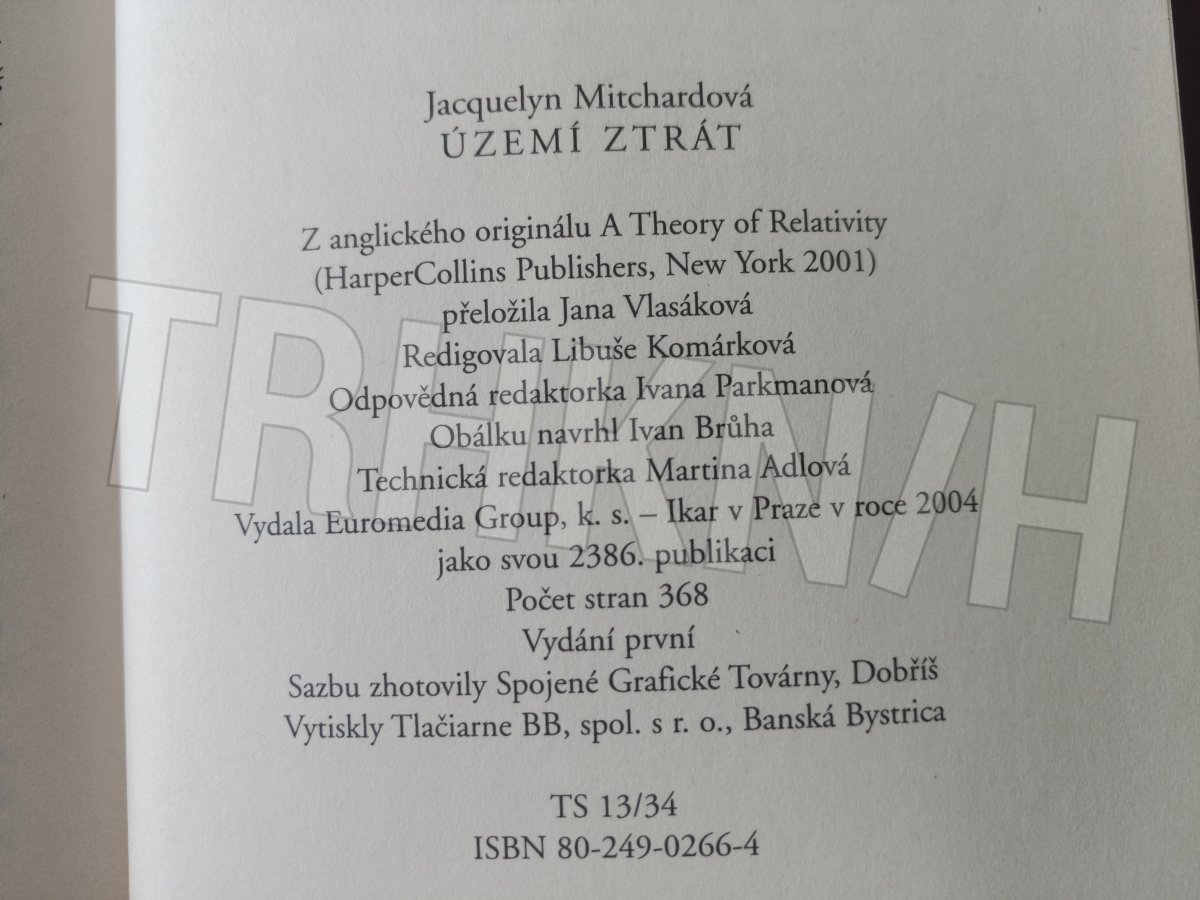 Jacquelyn Mitchardová
ÚZEMÍ ZTRÁT
Z anglického originálu A Theory of Relativity
(HarperCollins Publishers, New York 2001)
přeložila Jana Vlasáková
Redigovala Libuše Komárková
Odpovědná redaktorka Ivana Parkmanová
Obálku navrhl Ivan Brůha
Technická redaktorka Martina Adlová
Vydala Euromedia Group, k. s. – Ikar v Praze v roce 2004
jako svou 2386. publikaci
Počet stran 368
Vydání první
Sazbu zhotovily Spojené Grafické Továrny, Dobříš
Vytiskly Tlačiarne BB, spol. s r. o., Banská Bystrica
TS 13/34
ISBN 80-249-0266-4
TRHKN/H